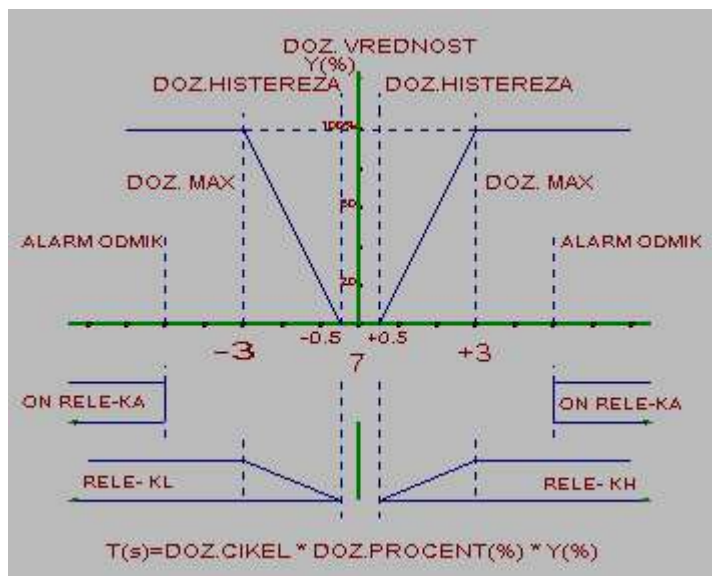 DOZ. VREDNOST
Y(%)
DOZ.HISTEREZA DOZ.HISTEREZA
100%
DOZ. MAX DOZ. MAX
ALARM ODMIK ALARM ODMIK
20
-0.5 +0.5
-3 7 +3
ON RELE-KA ON RELE-KA
RELE- KL RELE- KH
T(s)=DOZ.CIKEL * DOZ.PROCENT(%) * Y(%)